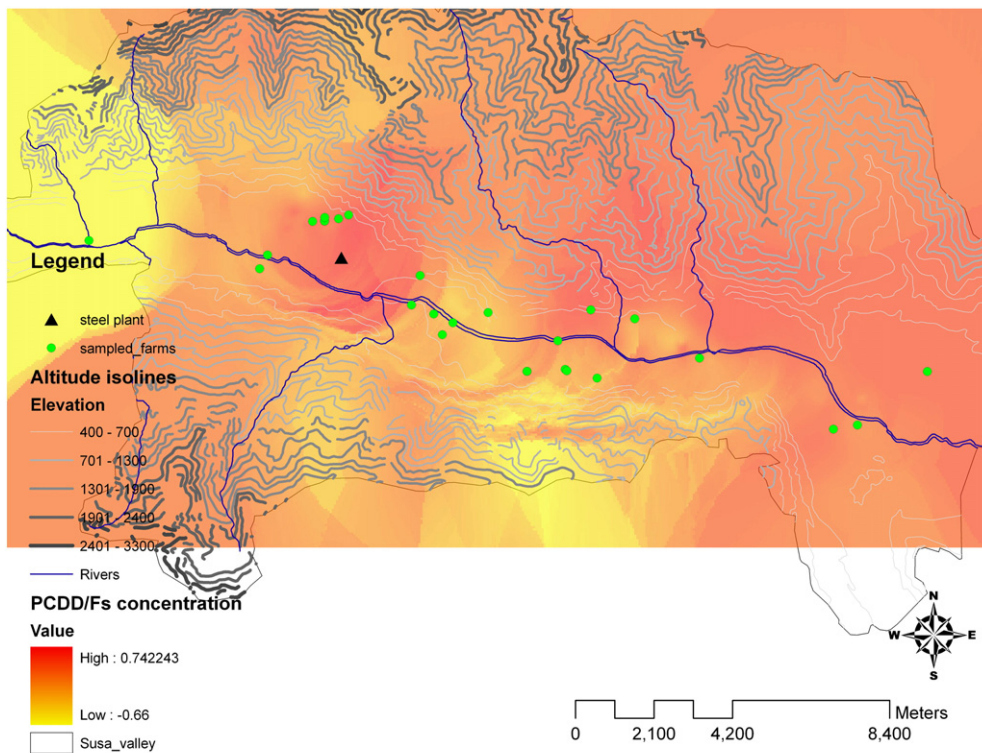 Legend
steel plant
sampled_farms
Altitude isolines
Elevation
400 - 700
701 - 1300
1301 - 1900
1901 - 2400
2401 - 3300
Rivers
PCDD/Fs concentration
Value
High : 0.742243
Low : -0.66
Susa_valley
N
W E
S
Meters
0 2,100 4,200 8,400